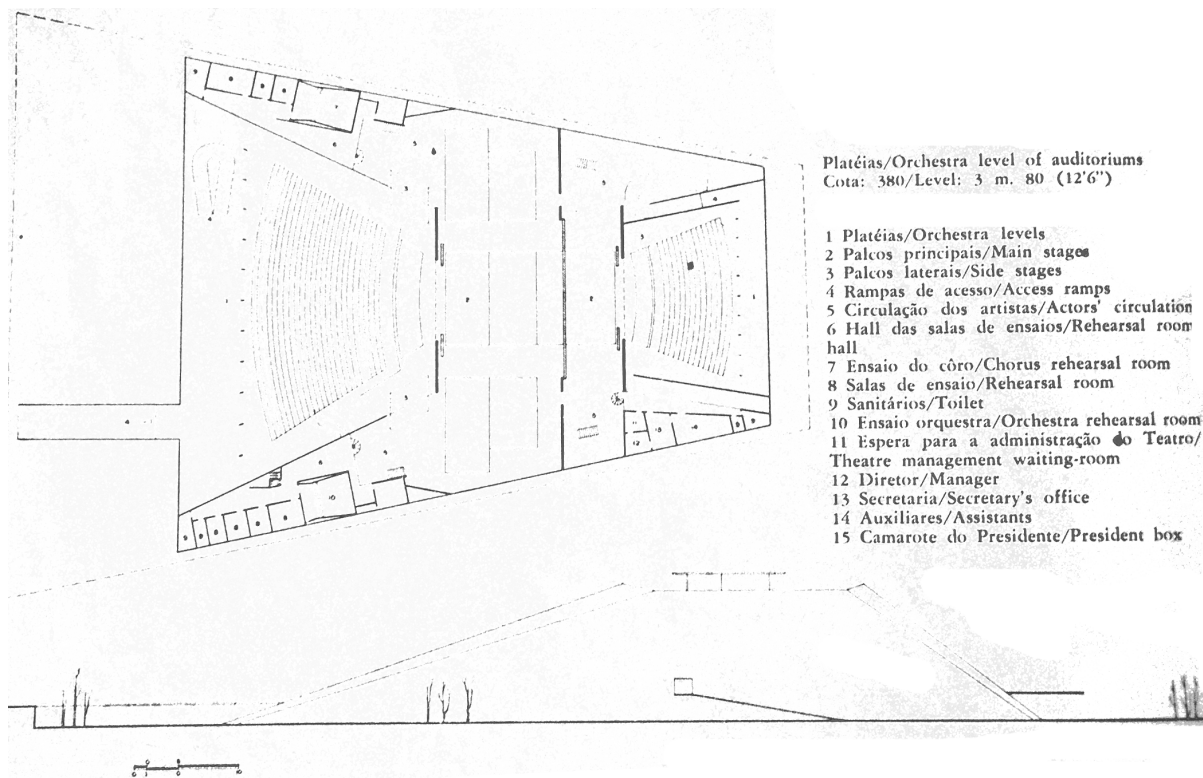 Platéias/Orchestra level of auditoriums
Cota: 380/Level: 3 m. 80 (12'6")
1 Platéias/Orchestra levels
2 Palcos principais/Main stages
3 Palcos laterais/Side stages
4 Rampas de acesso/Access ramps
5 Circulação dos artistas/Actors' circulation
6 Hall das salas de ensaios/Rehearsal room
hall
7 Ensaio do côro/Chorus rehearsal room
8 Salas de ensaio/Rehearsal room
9 Sanitários/Toilet
10 Ensaio orquestra/Orchestra rehearsal room
11 Espera para a administração do Teatro/
Theatre management waiting-room
12 Diretor/Manager
13 Secretaria/Secretary's office
14 Auxiliares/Assistants
15 Camarote do Presidente/President box